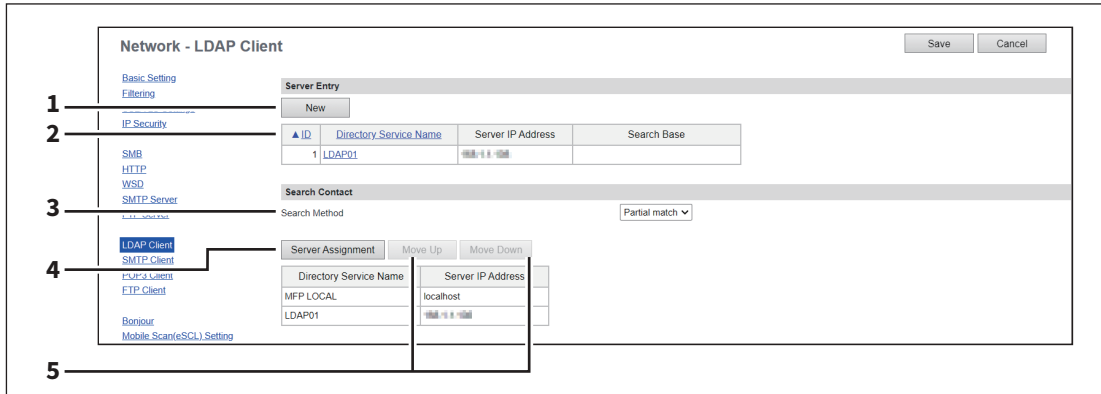 Network - LDAP Client
Save
Cancel
Basic Setting
Filtering
IP Security
SMB
HTTP
WSD
SMTP Server
LDAP Client
SMTP Client
POP3 Client
FTP Client
Bonjour
Mobile Scan(eSCL) Setting
1
2
3
4
5
Server Entry
New
▲ID Directory Service Name Server IP Address Search Base
1 LDAP01
Search Contact
Search Method Partial match
Server Assignment Move Up Move Down
Directory Service Name Server IP Address
MFP LOCAL localhost
LDAP01